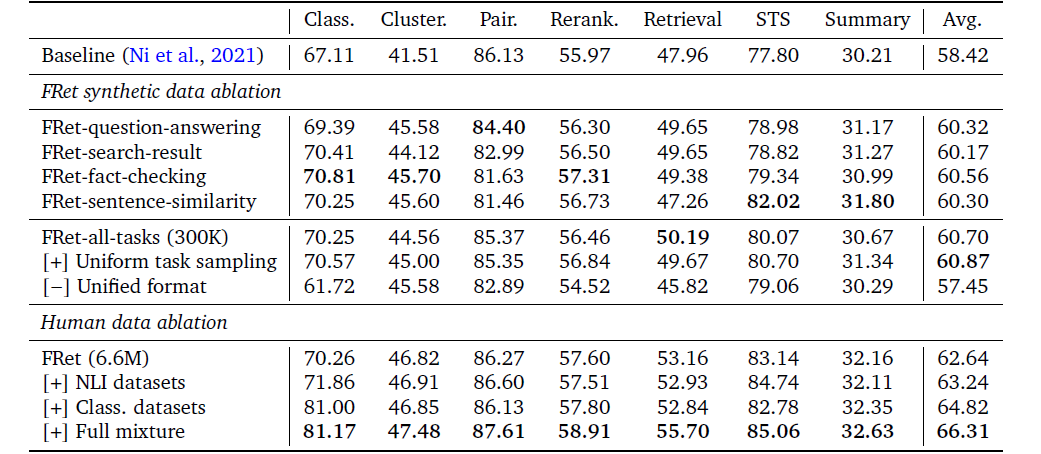 Class. Cluster. Pair. Rerank. Retrieval STS Summary Avg.
Baseline (Ni et al., 2021) 67.11 41.51 86.13 55.97 47.96 77.80 30.21 58.42
FRet synthetic data ablation
FRet-question-answering 69.39 45.58 84.40 56.30 49.65 78.98 31.17 60.32
FRet-search-result 70.41 44.12 82.99 56.50 49.65 78.82 31.27 60.17
FRet-fact-checking 70.81 45.70 81.63 57.31 49.38 79.34 30.99 60.56
FRet-sentence-similarity 70.25 45.60 81.46 56.73 47.26 82.02 31.80 60.30
FRet-all-tasks (300K) 70.25 44.56 85.37 56.46 50.19 80.07 30.67 60.70
[+] Uniform task sampling 70.57 45.00 85.35 56.84 49.67 80.70 31.34 60.87
[−] Unified format 61.72 45.58 82.89 54.52 45.82 79.06 30.29 57.45
Human data ablation
FRet (6.6M) 70.26 46.82 86.27 57.60 53.16 83.14 32.16 62.64
[+] NLI datasets 71.86 46.91 86.60 57.51 52.93 84.74 32.11 63.24
[+] Class. datasets 81.00 46.85 86.13 57.80 52.84 82.78 32.35 64.82
[+] Full mixture 81.17 47.48 87.61 58.91 55.70 85.06 32.63 66.31